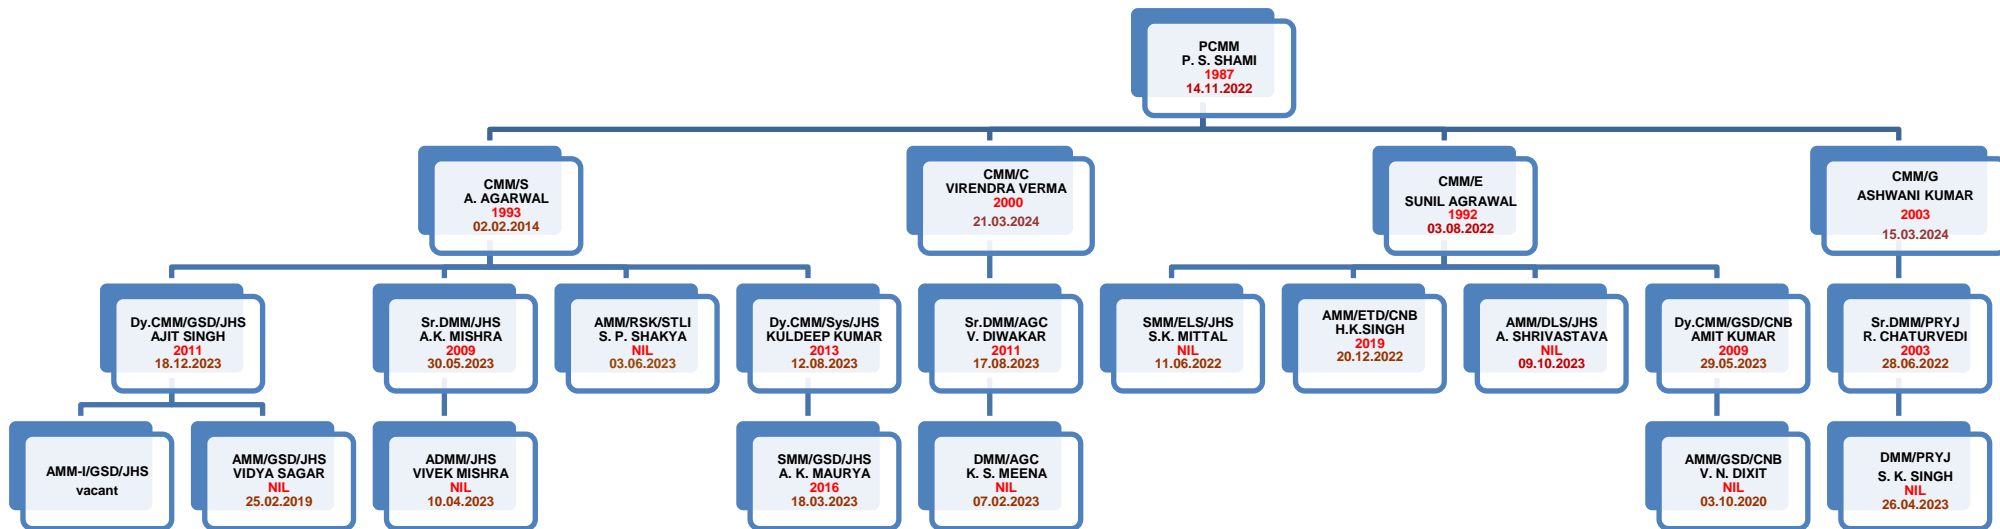 PCMM
P. S. SHAMI
1987
14.11.2022
CMM/S
A. AGARWAL
1993
02.02.2014
CMM/C
VIRENDRA VERMA
2000
21.03.2024
CMM/E
SUNIL AGRAWAL
1992
03.08.2022
CMM/G
ASHWANI KUMAR
2003
15.03.2024
Dy.CMM/GSD/JHS
AJIT SINGH
2011
18.12.2023
Sr.DMM/JHS
A.K. MISHRA
2009
30.05.2023
AMM/RSK/STLI
S. P. SHAKYA
NIL
03.06.2023
Dy.CMM/Sys/JHS
KULDEEP KUMAR
2013
12.08.2023
Sr.DMM/AGC
V. DIWAKAR
2011
17.08.2023
SMM/ELS/JHS
S.K. MITTAL
NIL
11.06.2022
AMM/ETD/CNB
H.K.SINGH
2019
20.12.2022
AMM/DLS/JHS
A. SHRIVASTAVA
NIL
09.10.2023
Dy.CMM/GSD/CNB
AMIT KUMAR
2009
29.05.2023
Sr.DMM/PRYJ
R. CHATURVEDI
2003
28.06.2022
AMM-I/GSD/JHS
vacant
AMM/GSD/JHS
VIDYA SAGAR
NIL
25.02.2019
ADMM/JHS
VIVEK MISHRA
NIL
10.04.2023
SMM/GSD/JHS
A. K. MAURYA
2016
18.03.2023
DMM/AGC
K. S. MEENA
NIL
07.02.2023
AMM/GSD/CNB
V. N. DIXIT
NIL
03.10.2020
DMM/PRYJ
S. K. SINGH
NIL
26.04.2023